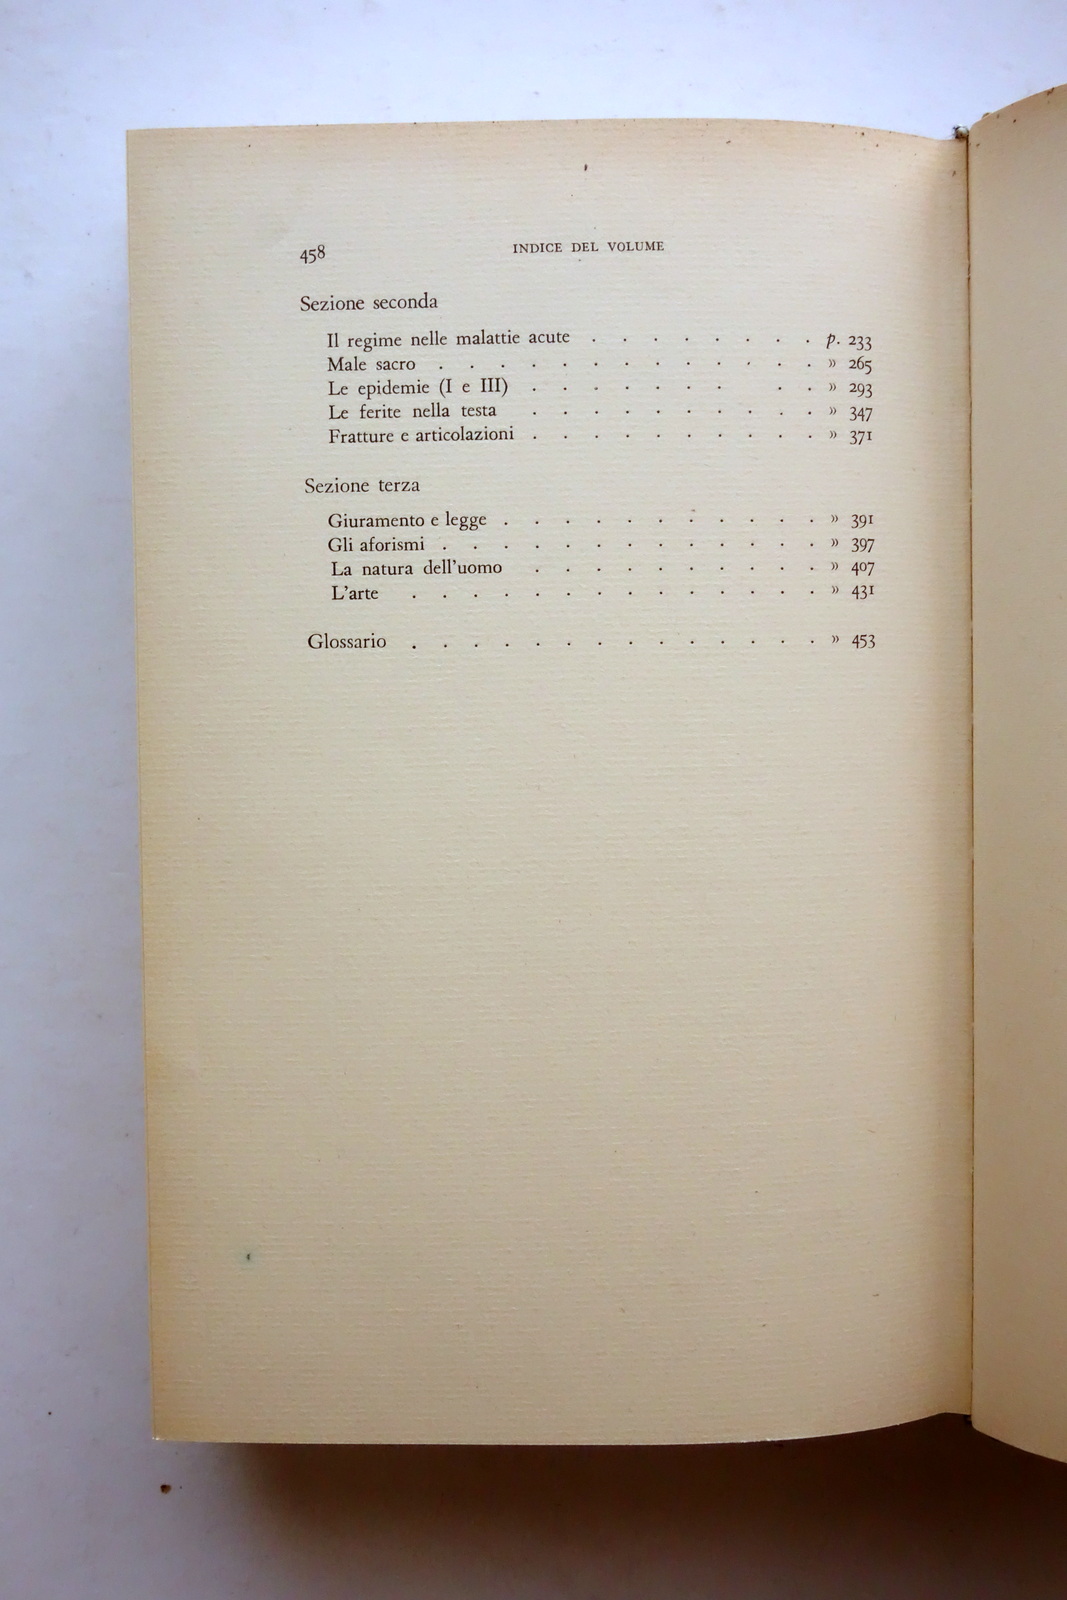 458 INDICE DEL VOLUME
Sezione seconda
Il regime nelle malattie acute . . . . . . . . p. 233
Male sacro . . . . . . . . . . . . . » 265
Le epidemie (I e III) . . . . . . . . . » 293
Le ferite nella testa . . . . . . . . . . » 347
Fratture e articolazioni . . . . . . . . . . » 371
Sezione terza
Giuramento e legge . . . . . . . . . . . » 391
Gli aforismi . . . . . . . . . . . . . » 397
La natura dell'uomo . . . . . . . . . . » 407
L'arte . . . . . . . . . . . . . . » 431
Glossario . . . . . . . . . . . . . . » 453